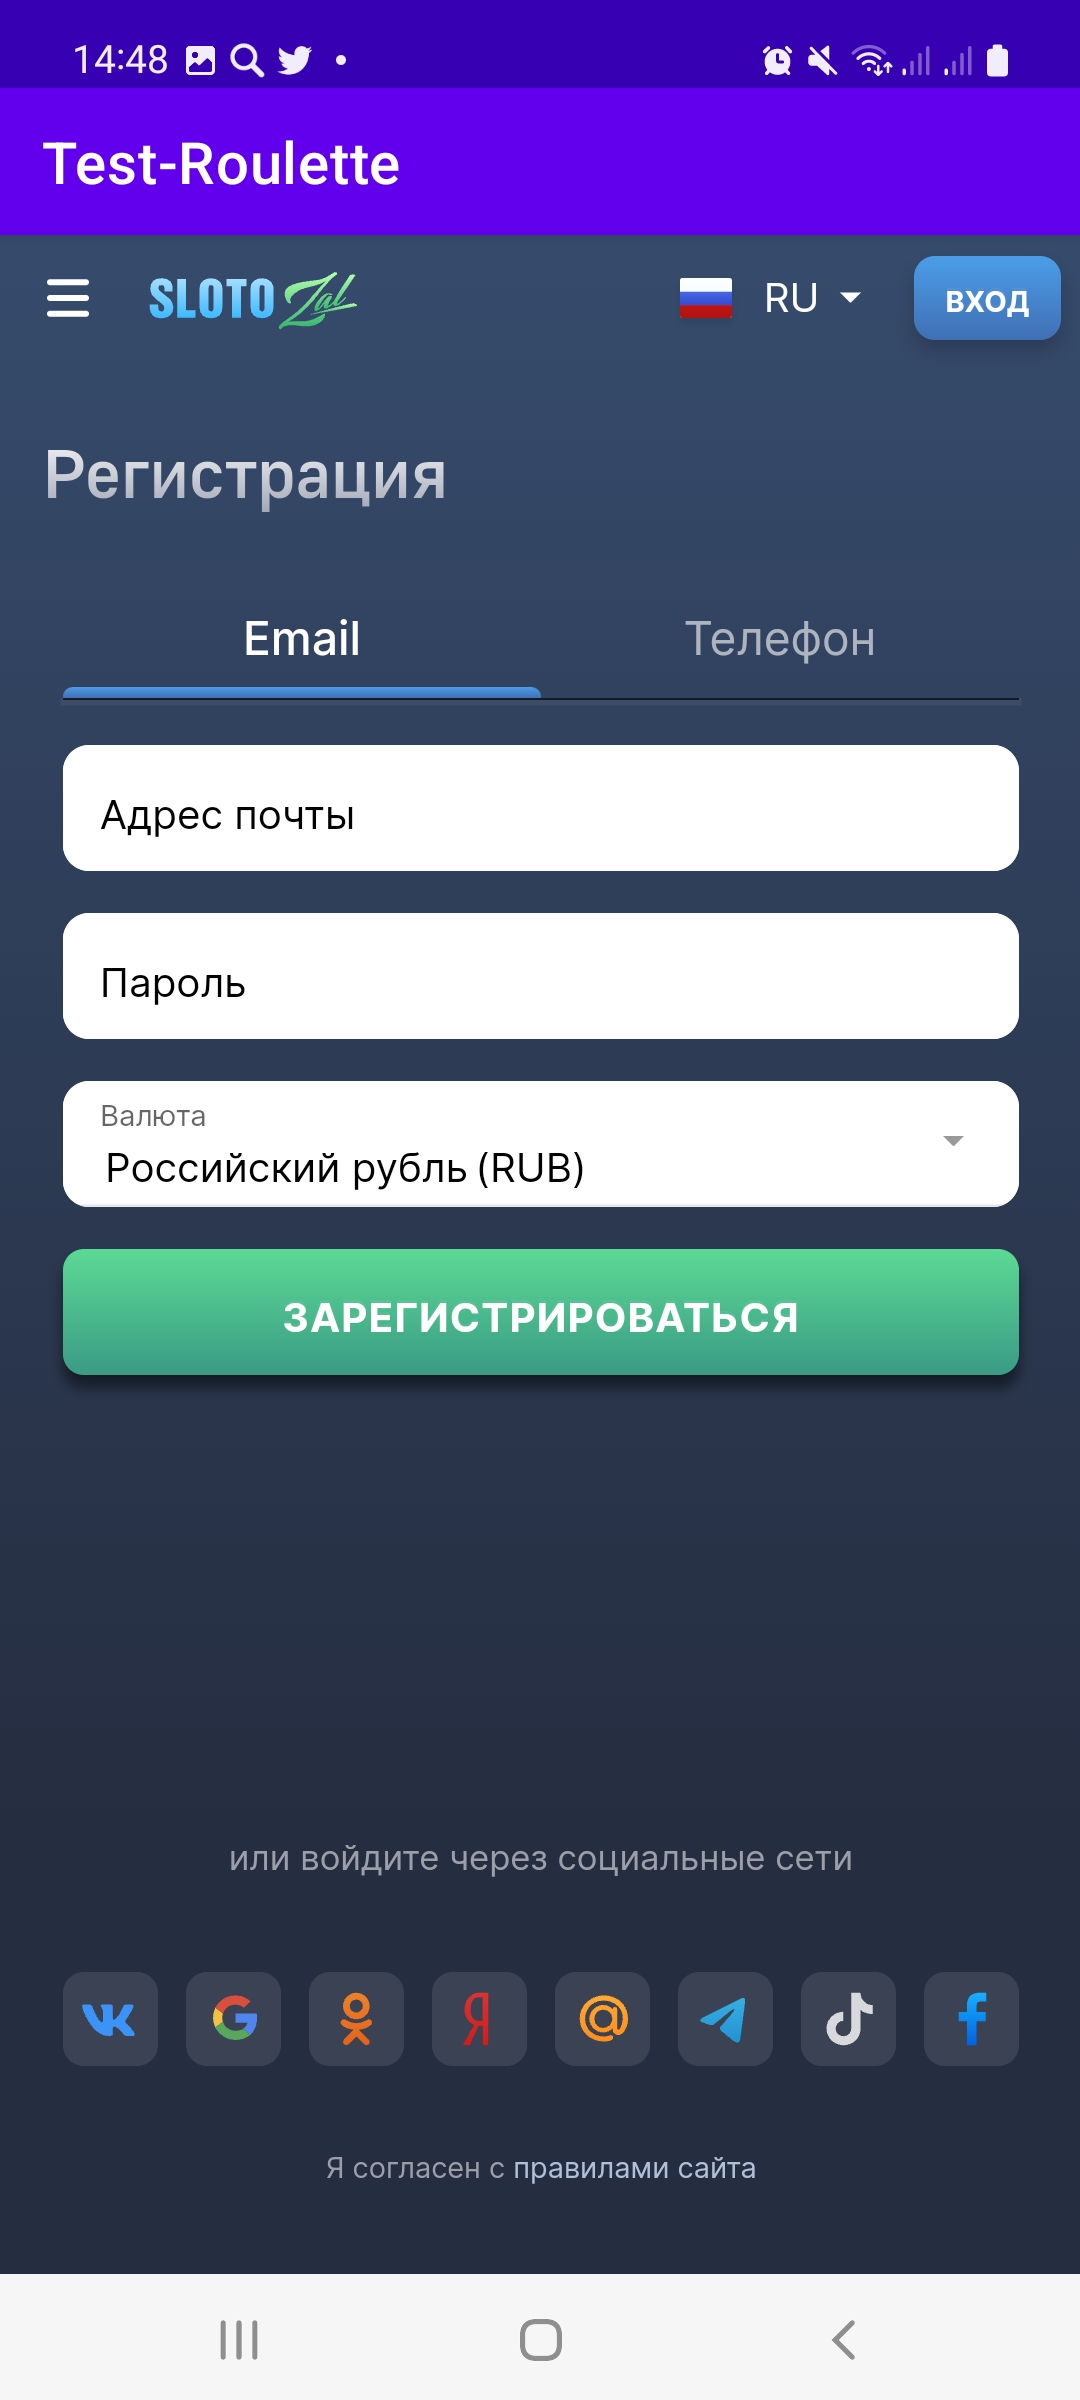 14:48
Test-Roulette
SLOTO Zal
RU
ВХОД
Регистрация
Email
Телефон
Адрес почты
Пароль
Валюта
Российский рубль (RUB)
ЗАРЕГИСТРИРОВАТЬСЯ
или войдите через социальные сети
Я согласен с правилами сайта